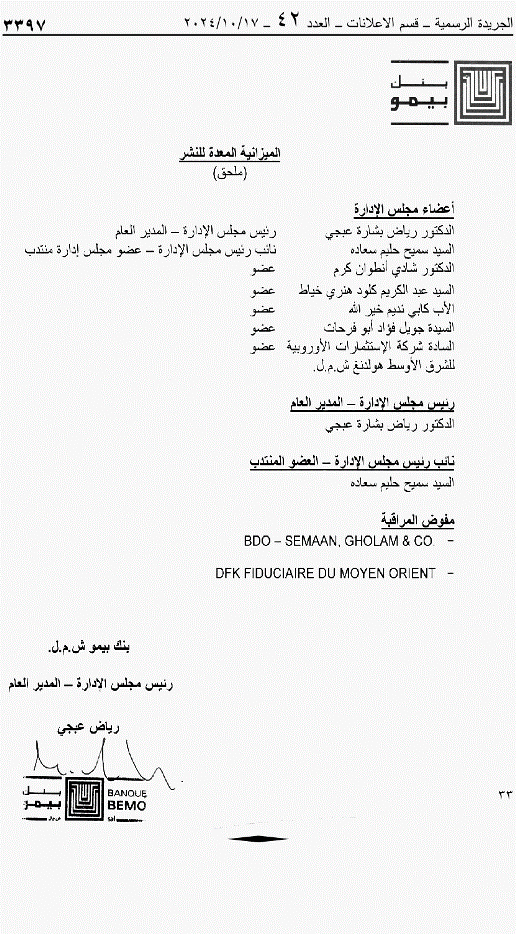 الجريدة الرسمية – قسم الاعلانات – العدد ٤٢ – ٢٠٢٤/١٠/١٧ ٣٣٩٧
بنك
بيمو
الميزانية المعدة للنشر
(ملحق)
أعضاء مجلس الإدارة
الدكتور رياض بشارة عبجي رئيس مجلس الإدارة – المدير العام
السيد سميح حليم سعاده نائب رئيس مجلس الإدارة – عضو مجلس إدارة منتدب
الدكتور شادي أنطوان كرم عضو
السيد عبد الكريم كلود هنري خياط عضو
الأب كابي نديم خير الله عضو
السيدة جويل فؤاد أبو فرحات عضو
السادة شركة الإستثمارات الأوروبية عضو
للشرق الأوسط هولدنغ ش.م.ل.
رئيس مجلس الإدارة – المدير العام
الدكتور رياض بشارة عبجي
نائب رئيس مجلس الإدارة – العضو المنتدب
السيد سميح حليم سعاده
مفوض المراقبة
– BDO – SEMAAN, GHOLAM & CO.
– DFK FIDUCIAIRE DU MOYEN ORIENT
بنك بيمو ش.م.ل.
رئيس مجلس الإدارة – المدير العام
رياض عبجي
بنك BANQUE
بيمو BEMO
٣٣